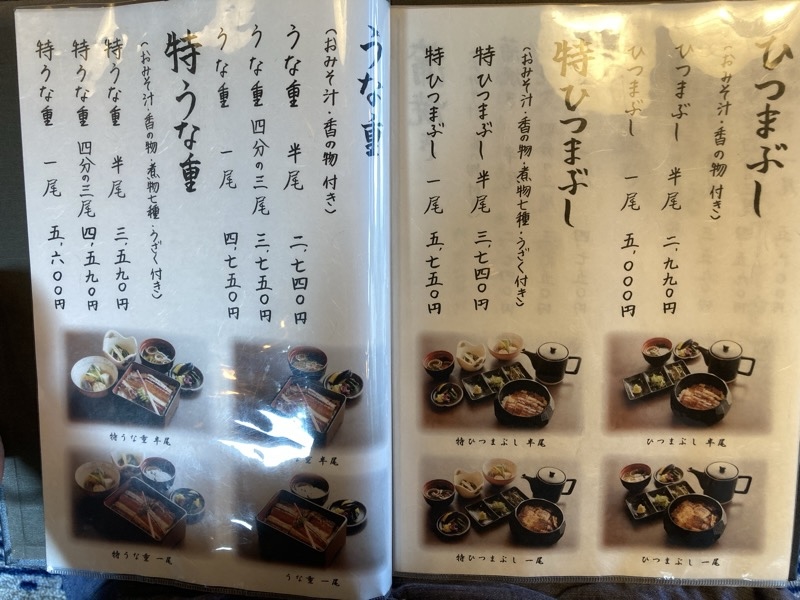 ひつまぶし
(おみそ汁・香の物 付き)
ひつまぶし 半尾 二、九九〇円
ひつまぶし 一尾 五、〇〇〇円
特ひつまぶし
(おみそ汁・香の物・煮物七種・うざく付き)
特ひつまぶし 半尾 三、七四〇円
特ひつまぶし 一尾 五、七五〇円
特ひつまぶし 半尾
ひつまぶし 半尾
特ひつまぶし 一尾
ひつまぶし 一尾
うな重
(おみそ汁・香の物 付き)
うな重 半尾 二、七四〇円
うな重 四分の三尾 三、七五〇円
うな重 一尾 四、七五〇円
特うな重
(おみそ汁・香の物・煮物七種・うざく付き)
特うな重 半尾 三、五九〇円
特うな重 四分の三尾 四、五九〇円
特うな重 一尾 五、六〇〇円
特うな重 半尾
重 半尾
特うな重 一尾
うな重 一尾